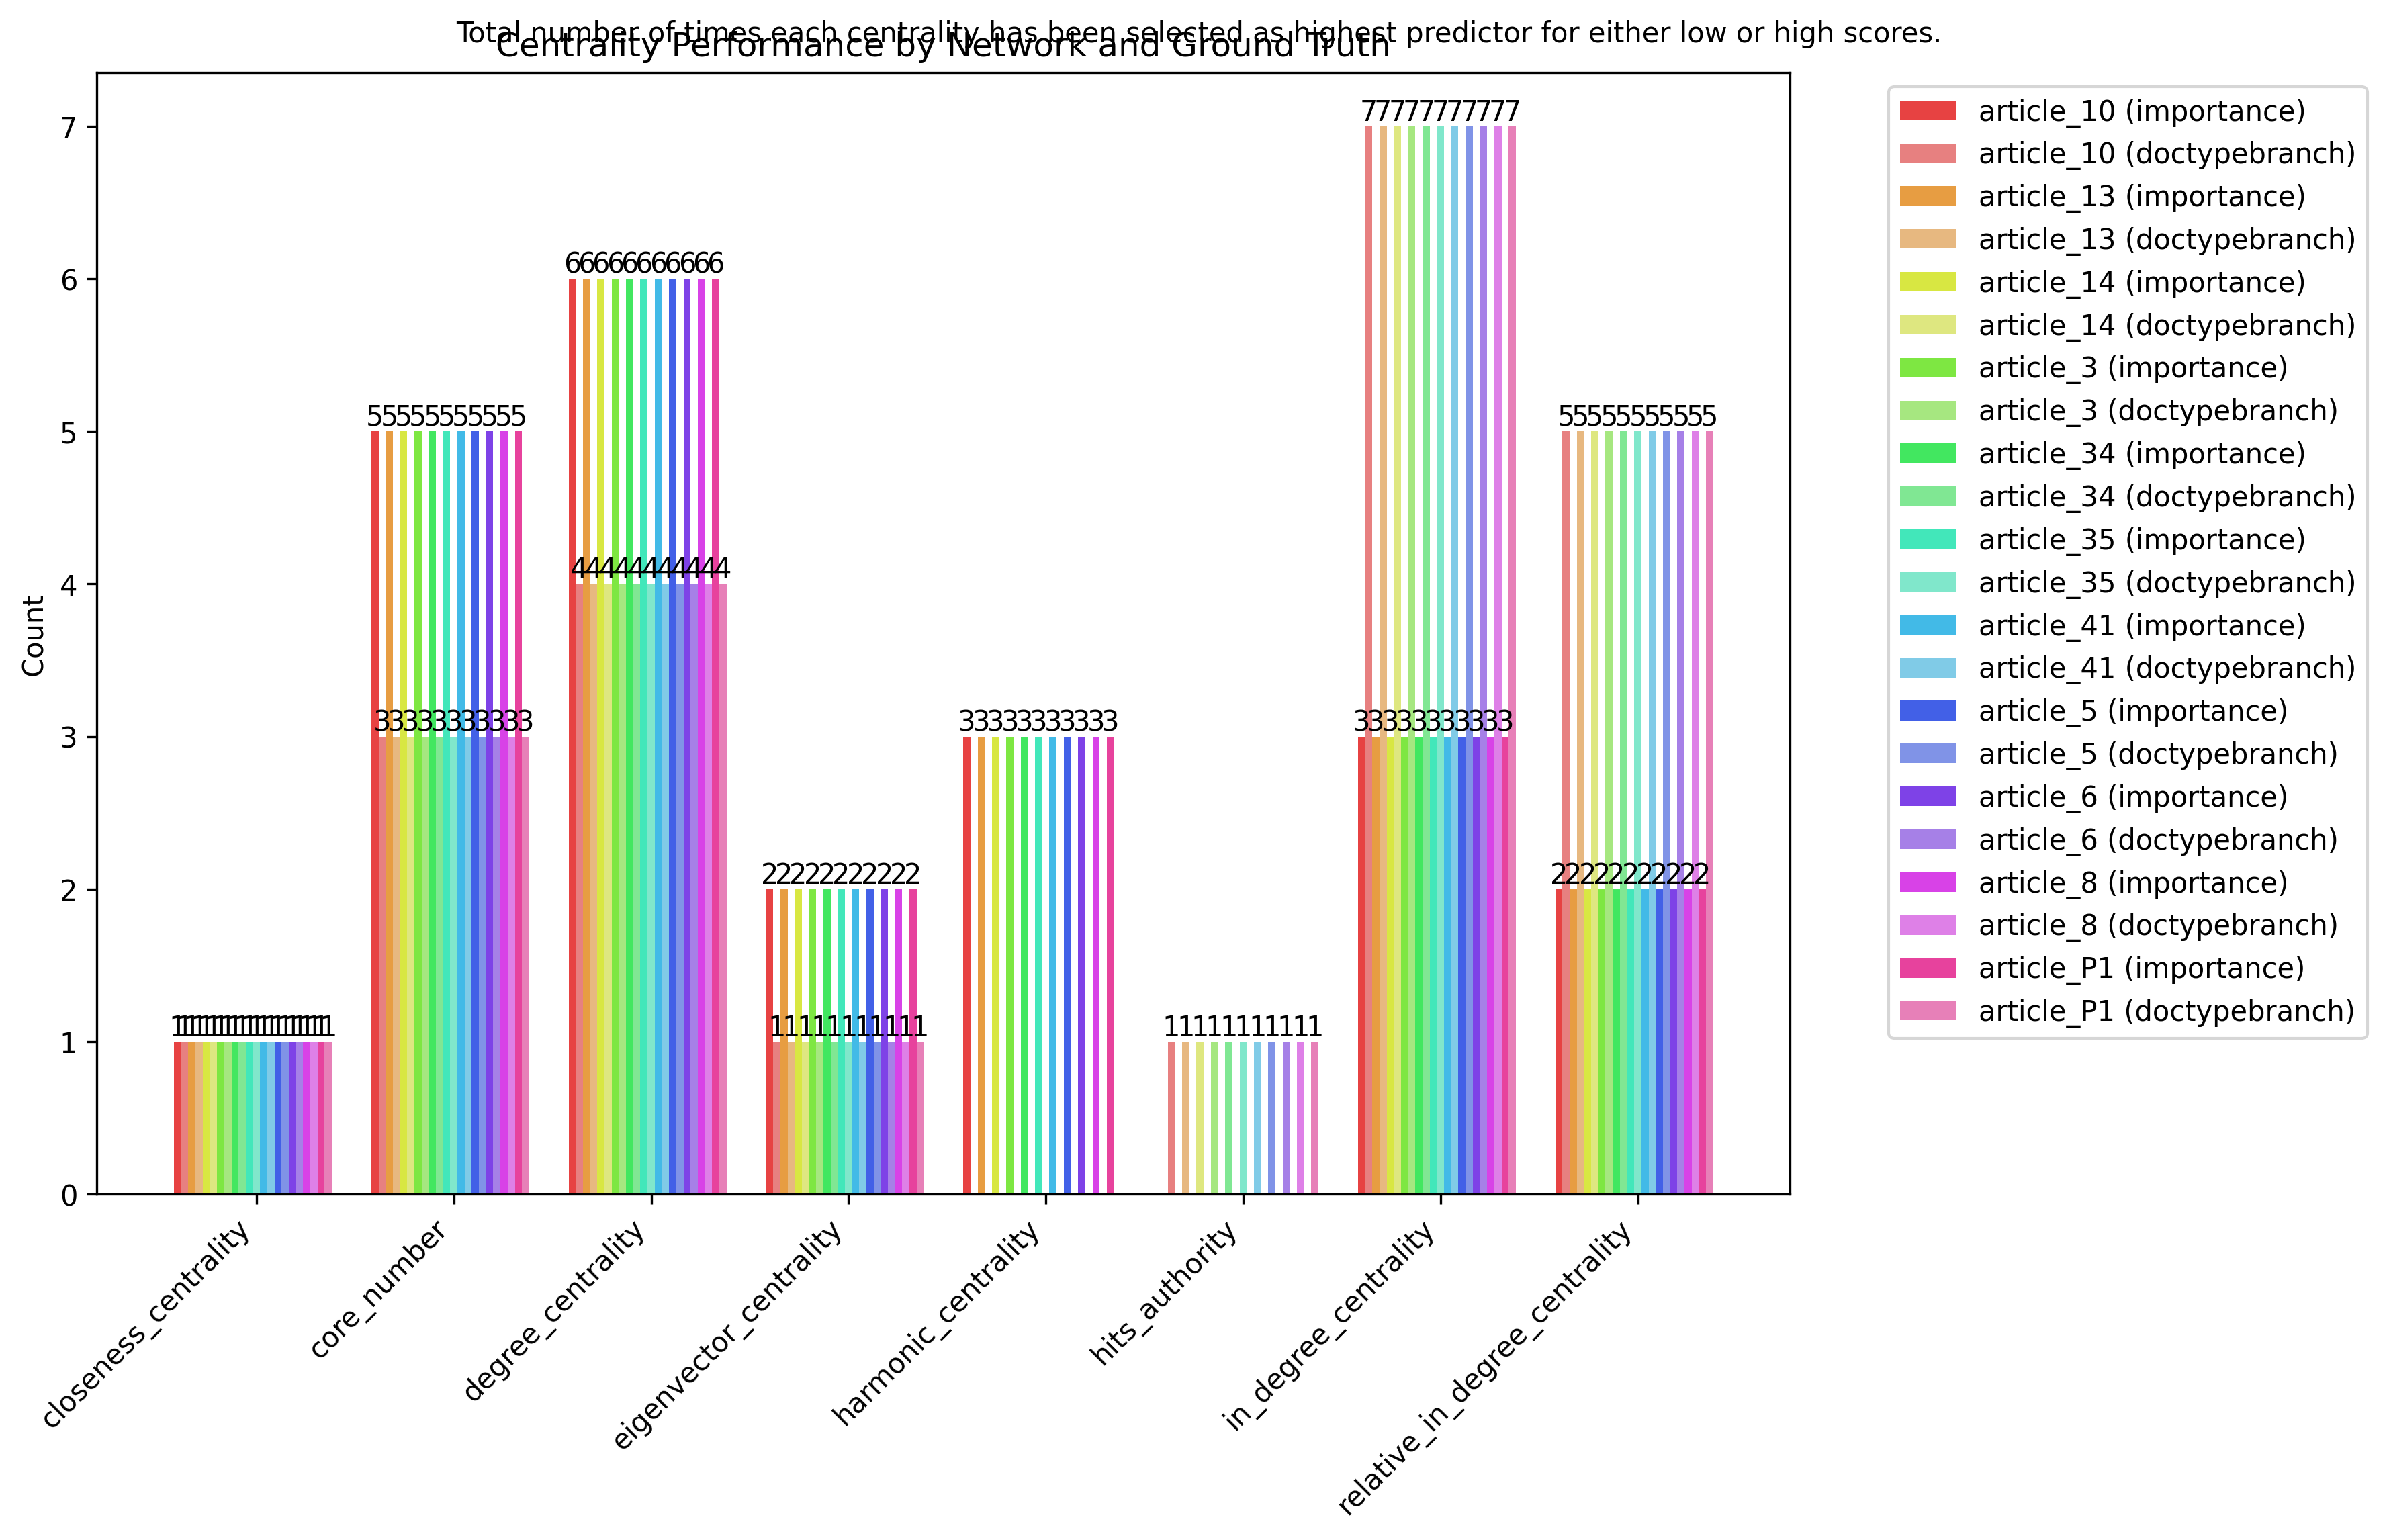 Total number of times each centrality has been selected as highest predictor for either low or high scores.
Centrality Performance by Network and Ground Truth
Count
7
6
5
4
3
2
1
0
77777777777
66666666666
55555555555
55555555555
44444444444
33333333333
33333333333
33333333333
22222222222
22222222222
1111111111111111111111
11111111111
11111111111
closeness_centrality
core_number
degree_centrality
eigenvector_centrality
harmonic_centrality
hits_authority
in_degree_centrality
relative_in_degree_centrality
article_10 (importance)
article_10 (doctypebranch)
article_13 (importance)
article_13 (doctypebranch)
article_14 (importance)
article_14 (doctypebranch)
article_3 (importance)
article_3 (doctypebranch)
article_34 (importance)
article_34 (doctypebranch)
article_35 (importance)
article_35 (doctypebranch)
article_41 (importance)
article_41 (doctypebranch)
article_5 (importance)
article_5 (doctypebranch)
article_6 (importance)
article_6 (doctypebranch)
article_8 (importance)
article_8 (doctypebranch)
article_P1 (importance)
article_P1 (doctypebranch)